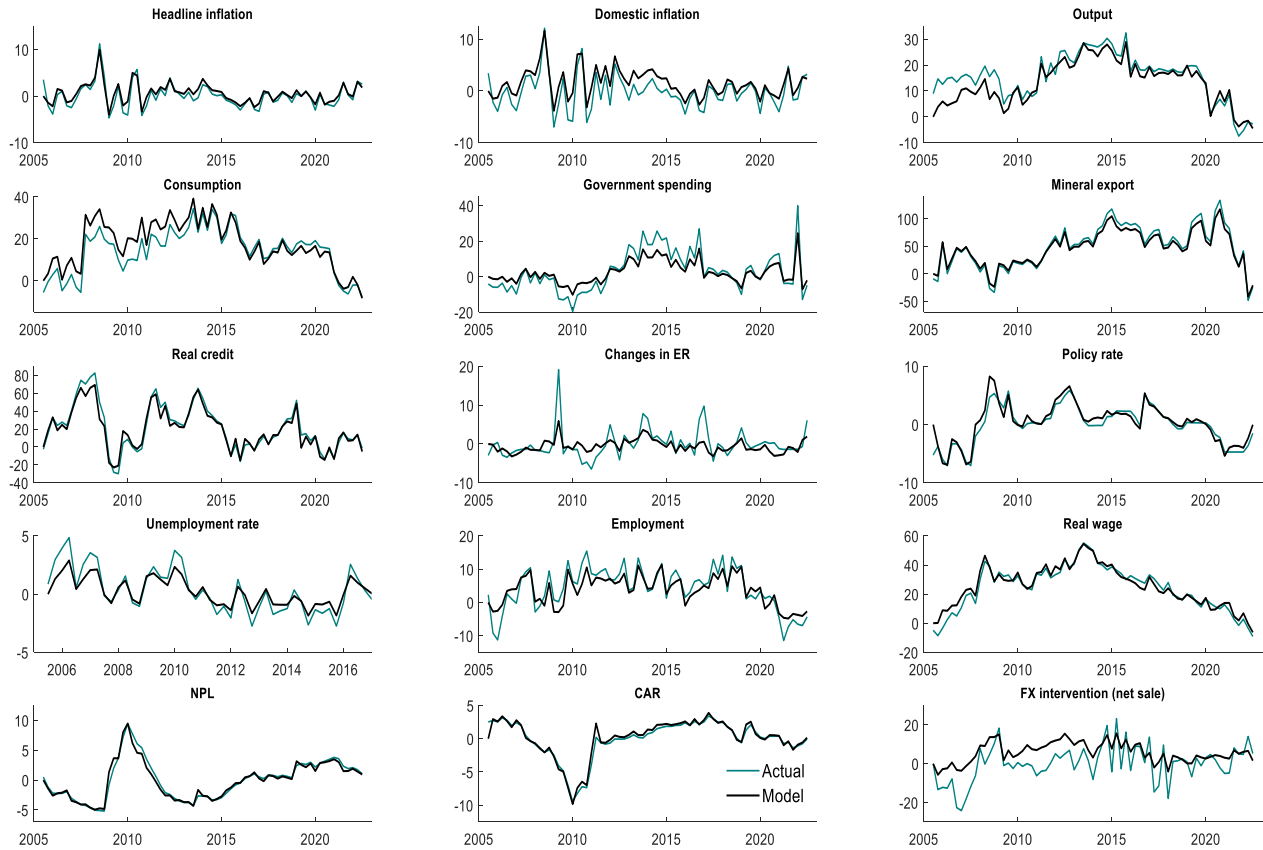 Headline inflation
10
0
-10
2005 2010 2015 2020
Domestic inflation
10
0
-10
2005 2010 2015 2020
Output
30
20
10
0
-10
2005 2010 2015 2020
Consumption
40
20
0
2005 2010 2015 2020
Government spending
40
20
0
-20
2005 2010 2015 2020
Mineral export
100
50
0
-50
2005 2010 2015 2020
Real credit
80
60
40
20
0
-20
-40
2005 2010 2015 2020
Changes in ER
20
10
0
-10
2005 2010 2015 2020
Policy rate
10
0
-10
2005 2010 2015 2020
Unemployment rate
5
0
-5
2006 2008 2010 2012 2014 2016
Employment
20
10
0
-10
2005 2010 2015 2020
Real wage
60
40
20
0
-20
2005 2010 2015 2020
NPL
10
5
0
-5
2005 2010 2015 2020
CAR
5
0
-5
-10
2005 2010 2015 2020
Actual
Model
FX intervention (net sale)
20
0
-20
2005 2010 2015 2020